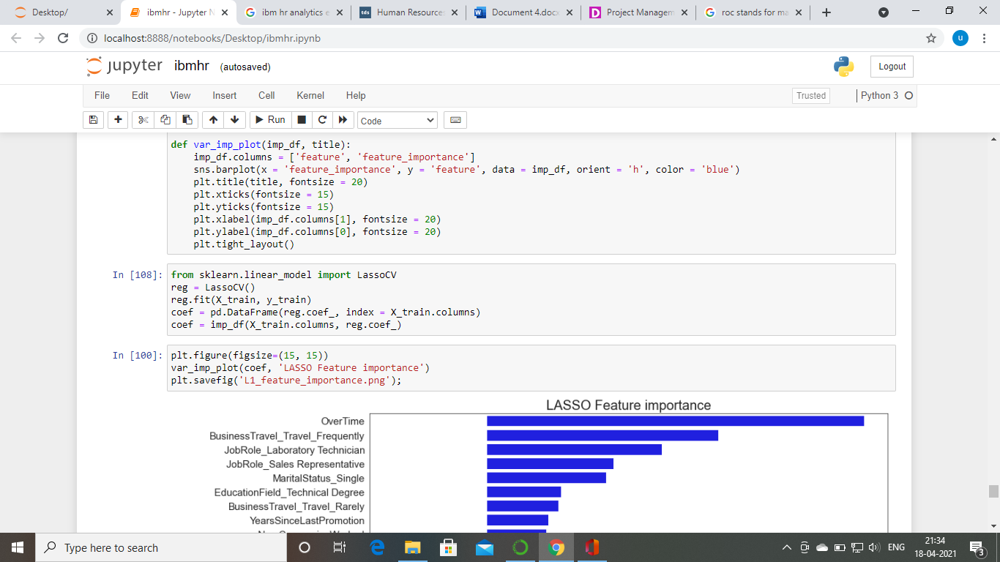 Desktop/
ibmhr - Jupyter N
ibm hr analytics e
tds Human Resources
Document 4.docx
Project Managem
roc stands for ma
localhost:8888/notebooks/Desktop/ibmhr.ipynb
u
jupyter ibmhr (autosaved)
Logout
File Edit View Insert Cell Kernel Help
Trusted
Python 3
Run
Code
def var_imp_plot(imp_df, title):
    imp_df.columns = ['feature', 'feature_importance']
    sns.barplot(x = 'feature_importance', y = 'feature', data = imp_df, orient = 'h', color = 'blue')
    plt.title(title, fontsize = 20)
    plt.xticks(fontsize = 15)
    plt.yticks(fontsize = 15)
    plt.xlabel(imp_df.columns[1], fontsize = 20)
    plt.ylabel(imp_df.columns[0], fontsize = 20)
    plt.tight_layout()
In [108]:
from sklearn.linear_model import LassoCV
reg = LassoCV()
reg.fit(X_train, y_train)
coef = pd.DataFrame(reg.coef_, index = X_train.columns)
coef = imp_df(X_train.columns, reg.coef_)
In [100]:
plt.figure(figsize=(15, 15))
var_imp_plot(coef, 'LASSO Feature importance')
plt.savefig('L1_feature_importance.png');
LASSO Feature importance
OverTime
BusinessTravel_Travel_Frequently
JobRole_Laboratory Technician
JobRole_Sales Representative
MaritalStatus_Single
EducationField_Technical Degree
BusinessTravel_Travel_Rarely
YearsSinceLastPromotion
Type here to search
ENG
21:34
18-04-2021
3